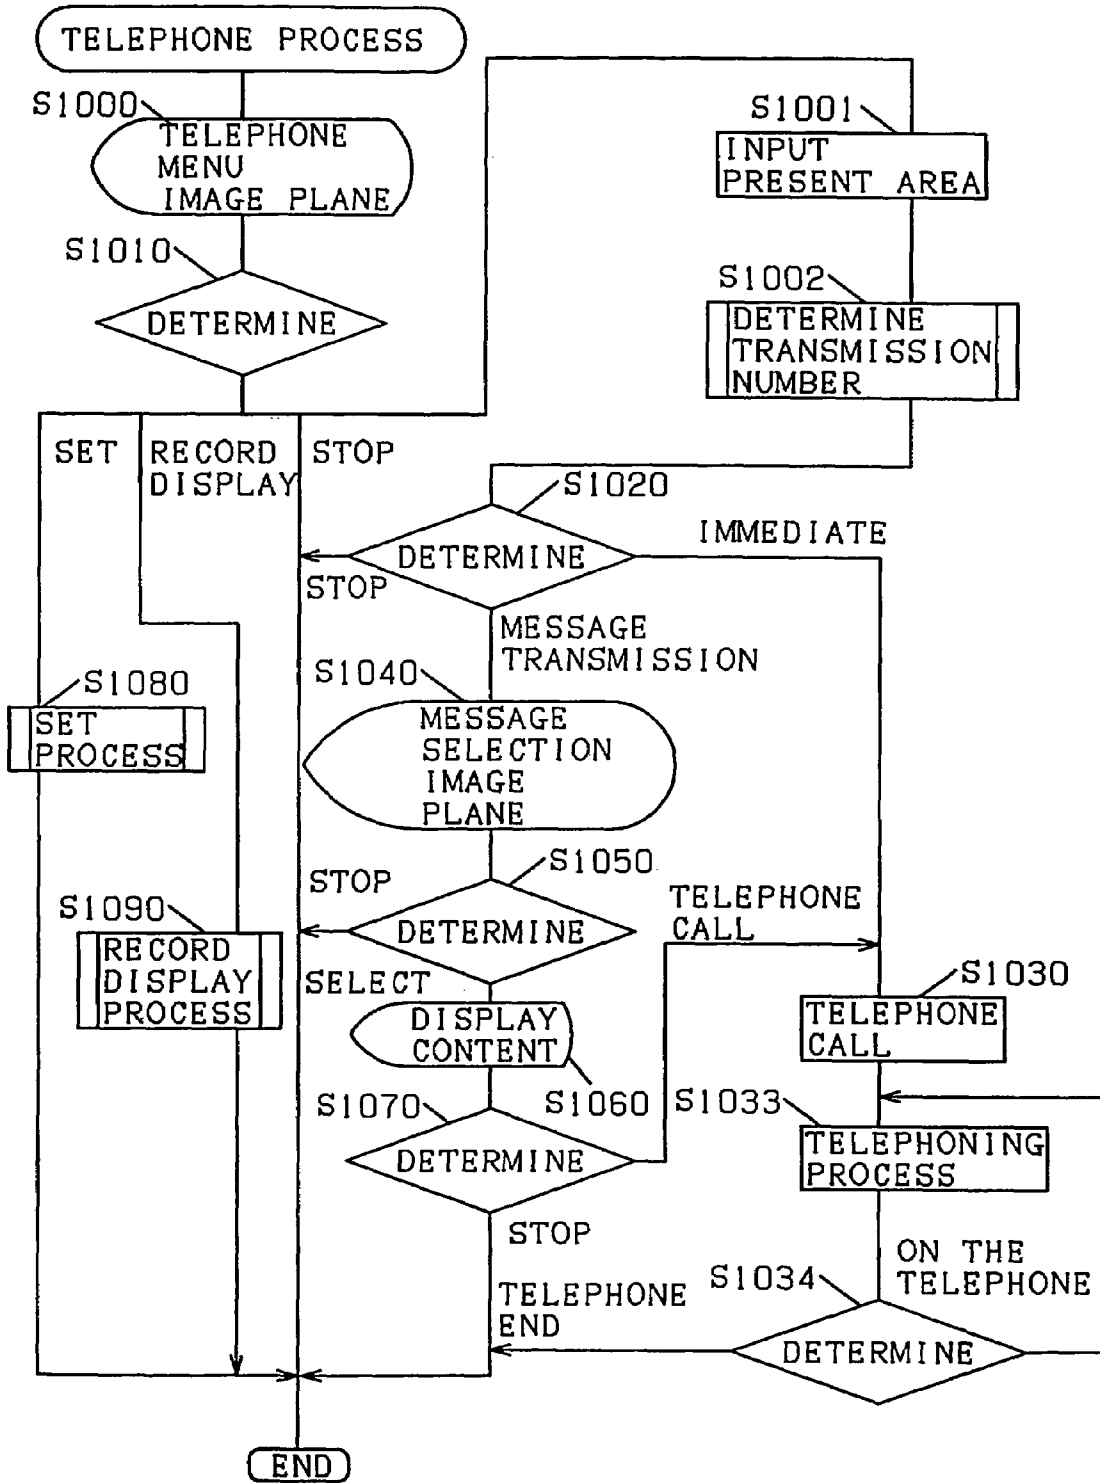 TELEPHONE PROCESS
S1000
TELEPHONE
MENU
IMAGE PLANE
S1001
INPUT
PRESENT AREA
S1010
DETERMINE
S1002
DETERMINE
TRANSMISSION
NUMBER
SET
RECORD
DISPLAY
STOP
S1020
DETERMINE
IMMEDIATE
STOP
MESSAGE
TRANSMISSION
S1040
MESSAGE
SELECTION
IMAGE
PLANE
S1080
SET
PROCESS
S1050
STOP
DETERMINE
TELEPHONE
CALL
S1090
RECORD
DISPLAY
PROCESS
SELECT
DISPLAY
CONTENT
S1060
S1030
TELEPHONE
CALL
S1070
DETERMINE
S1033
TELEPHONING
PROCESS
STOP
ON THE
TELEPHONE
S1034
TELEPHONE
END
DETERMINE
END